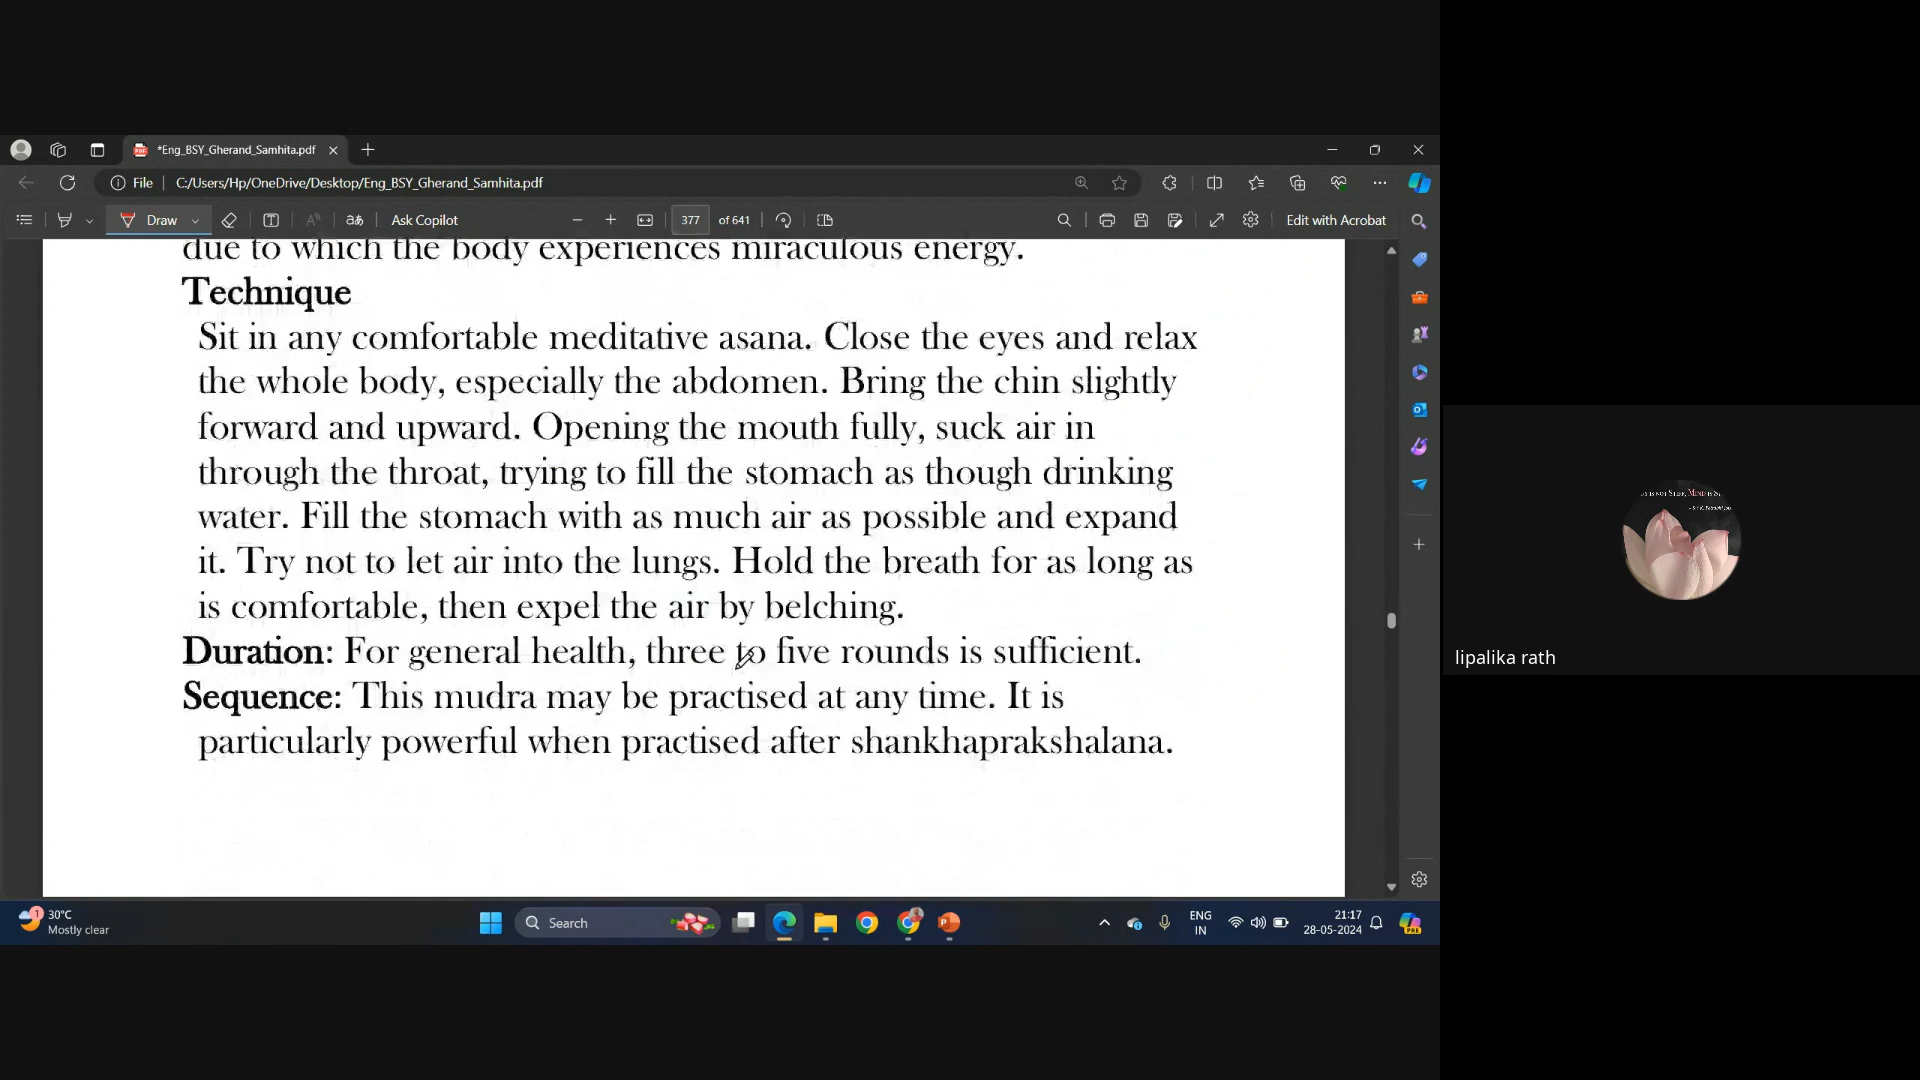 *Eng_BSY_Gherand_Samhita.pdf
File
C:/Users/Hp/OneDrive/Desktop/Eng_BSY_Gherand_Samhita.pdf
Draw
Ask Copilot
377
of 641
Edit with Acrobat
due to which the body experiences miraculous energy.
Technique
Sit in any comfortable meditative asana. Close the eyes and relax
the whole body, especially the abdomen. Bring the chin slightly
forward and upward. Opening the mouth fully, suck air in
through the throat, trying to fill the stomach as though drinking
water. Fill the stomach with as much air as possible and expand
it. Try not to let air into the lungs. Hold the breath for as long as
is comfortable, then expel the air by belching.
Duration: For general health, three to five rounds is sufficient.
Sequence: This mudra may be practised at any time. It is
particularly powerful when practised after shankhaprakshalana.
lipalika rath
1
30°C
Mostly clear
Search
ENG
IN
21:17
28-05-2024
PRE